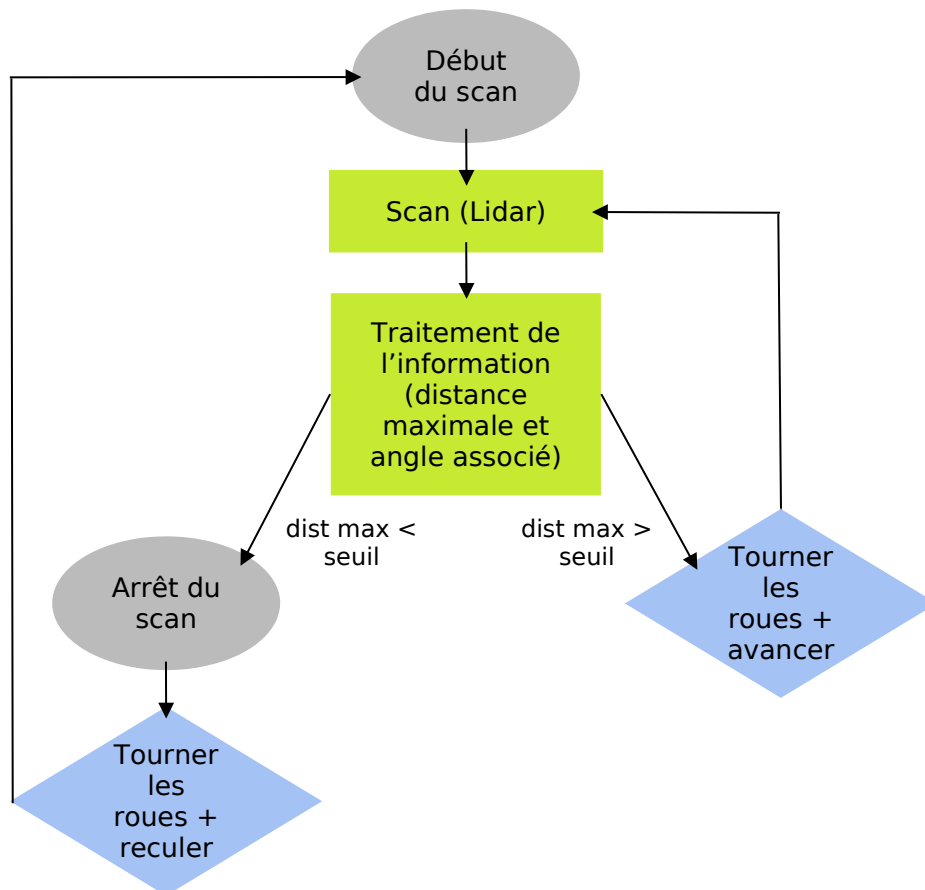 Début
du scan
Scan (Lidar)
Traitement de
l’information
(distance
maximale et
angle associé)
dist max <
seuil
dist max >
seuil
Arrêt du
scan
Tourner
les
roues +
avancer
Tourner
les
roues +
reculer